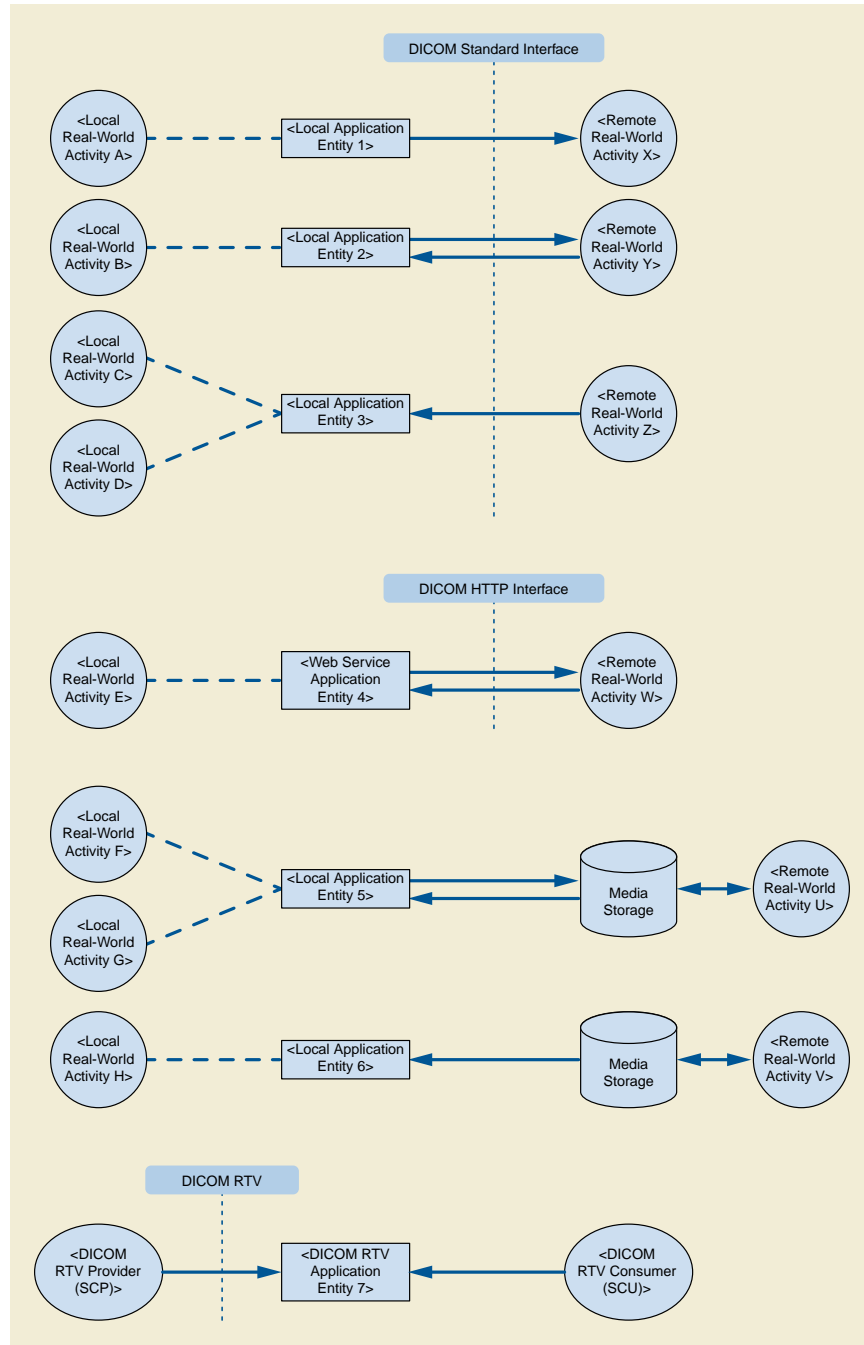 DICOM Standard Interface
<Local
Real-World
Activity A>
<Local Application
Entity 1>
<Remote
Real-World
Activity X>
<Local
Real-World
Activity B>
<Local Application
Entity 2>
<Remote
Real-World
Activity Y>
<Local
Real-World
Activity C>
<Local Application
Entity 3>
<Remote
Real-World
Activity Z>
<Local
Real-World
Activity D>
DICOM HTTP Interface
<Local
Real-World
Activity E>
<Web Service
Application
Entity 4>
<Remote
Real-World
Activity W>
<Local
Real-World
Activity F>
<Local Application
Entity 5>
Media
Storage
<Remote
Real-World
Activity U>
<Local
Real-World
Activity G>
<Local
Real-World
Activity H>
<Local Application
Entity 6>
Media
Storage
<Remote
Real-World
Activity V>
DICOM RTV
<DICOM
RTV Provider
(SCP)>
<DICOM RTV
Application
Entity 7>
<DICOM
RTV Consumer
(SCU)>